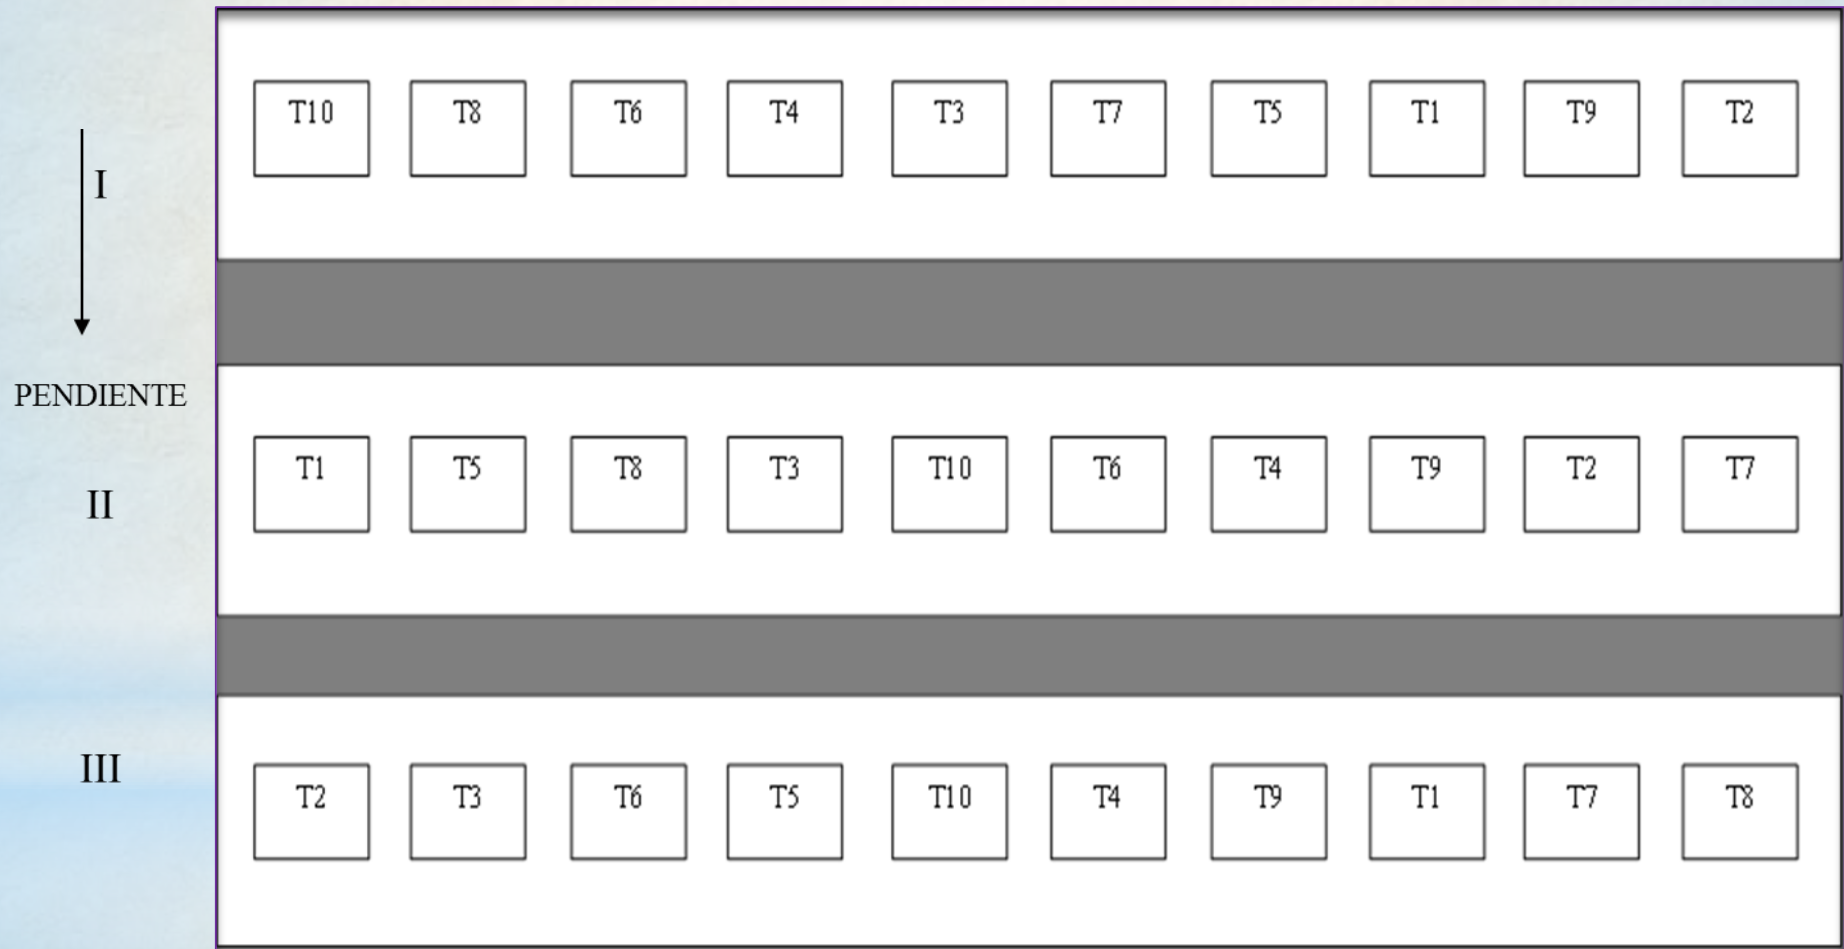 T10 T8 T6 T4 T3 T7 T5 T1 T9 T2
I
PENDIENTE
T1 T5 T8 T3 T10 T6 T4 T9 T2 T7
II
III
T2 T3 T6 T5 T10 T4 T9 T1 T7 T8